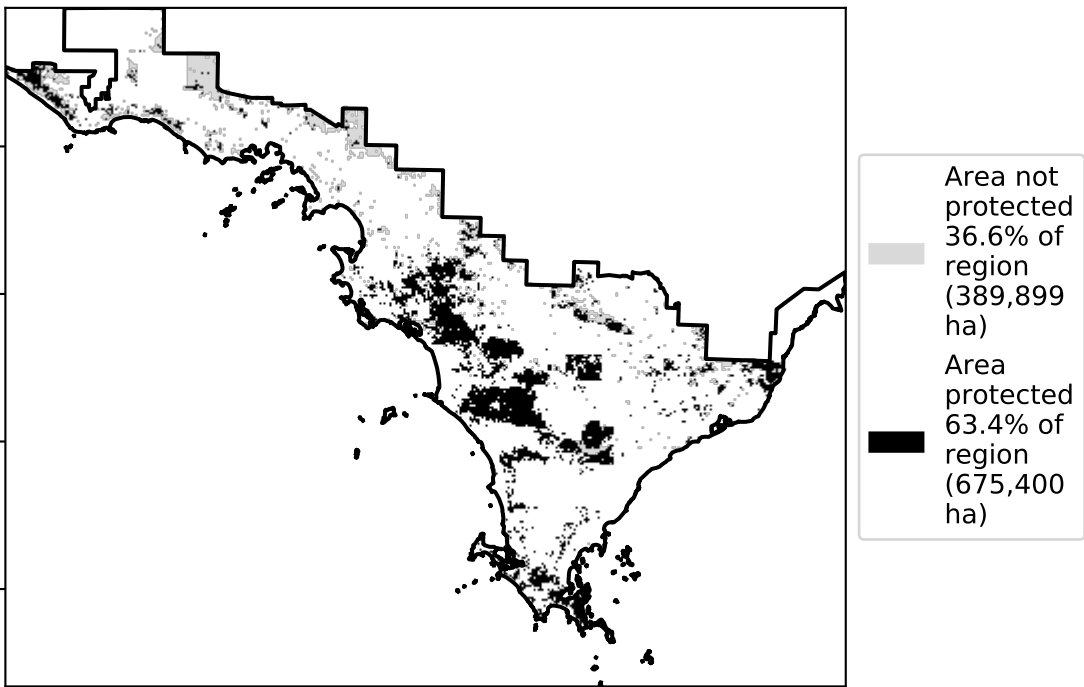 Area not
protected
36.6% of
region
(389,899
ha)
Area
protected
63.4% of
region
(675,400
ha)